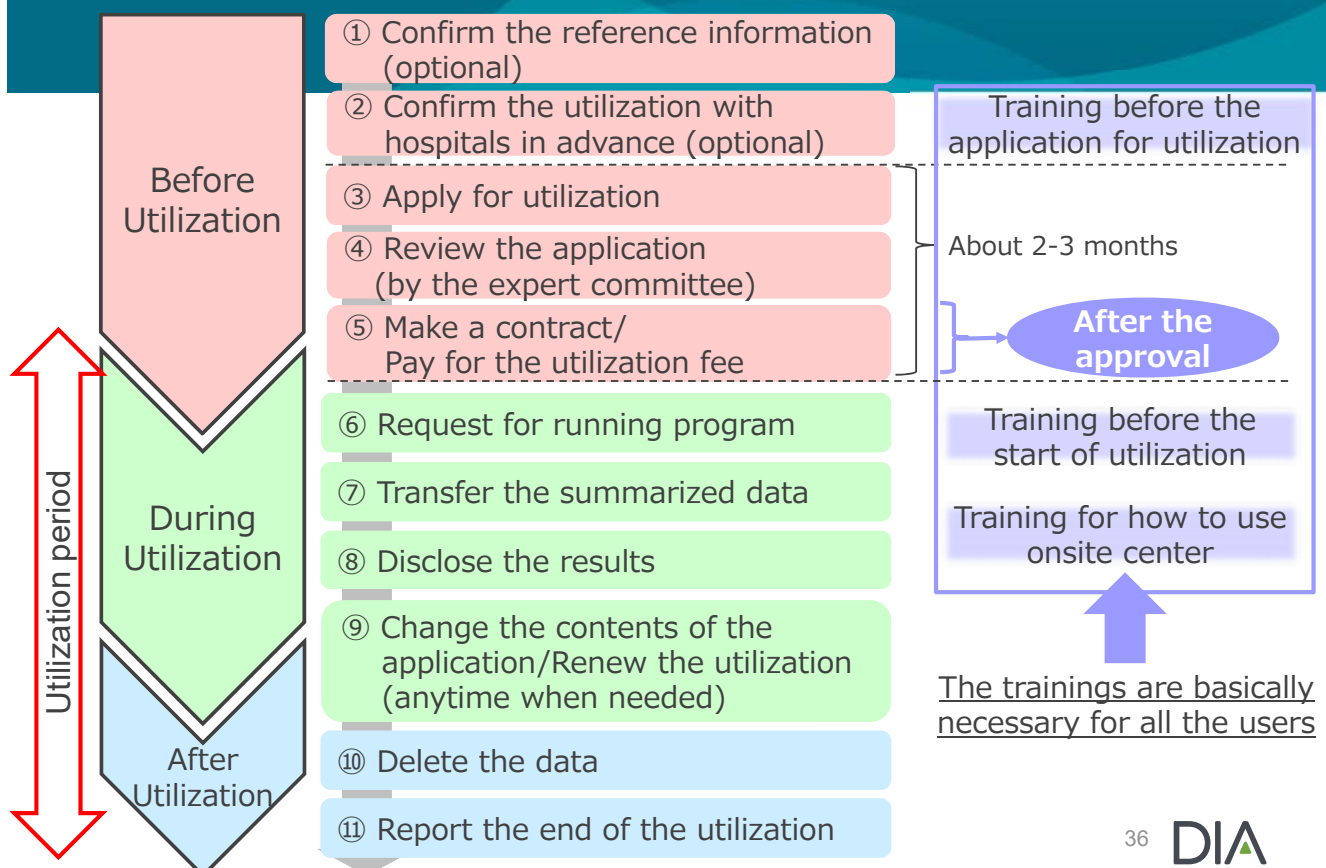 Before
Utilization
During
Utilization
After
Utilization
Utilization period
① Confirm the reference information
(optional)
② Confirm the utilization with
hospitals in advance (optional)
③ Apply for utilization
④ Review the application
(by the expert committee)
⑤ Make a contract/
Pay for the utilization fee
⑥ Request for running program
⑦ Transfer the summarized data
⑧ Disclose the results
⑨ Change the contents of the
application/Renew the utilization
(anytime when needed)
⑩ Delete the data
⑪ Report the end of the utilization
Training before the
application for utilization
About 2-3 months
After the
approval
Training before the
start of utilization
Training for how to use
onsite center
The trainings are basically
necessary for all the users
36
DIA